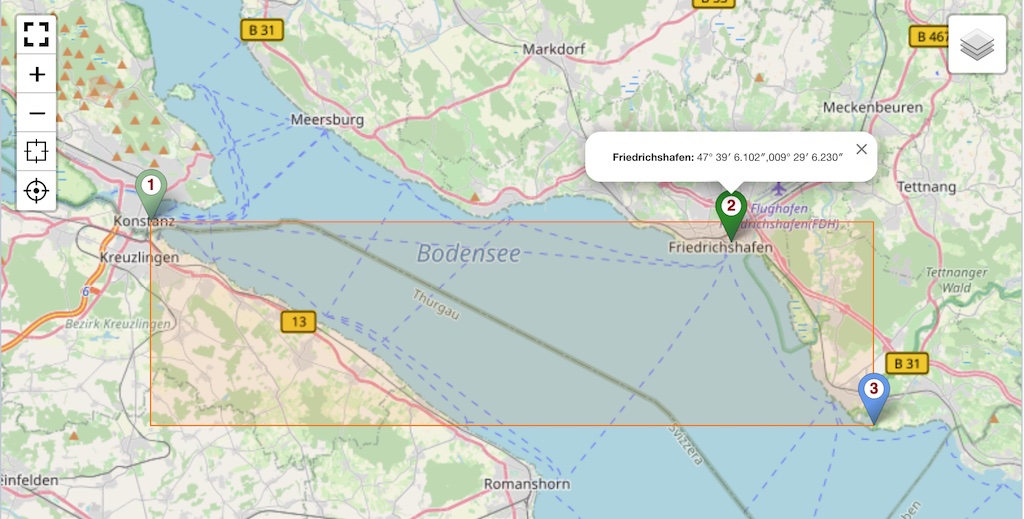 B 31
Markdorf
B 467
+
Meckenbeuren
−
Meersburg
Friedrichshafen: 47° 39′ 6.102″,009° 29′ 6.230″
1
Tettnang
2
Flughafen
Konstanz
drichshafen(FDH)
Friedrichshafen
Bodensee
Kreuzlingen
Tettnanger
Wald
6
Thurgau
Bezirk Kreuzlingen
13
B 31
3
Svizzera
Romanshorn
einfelden